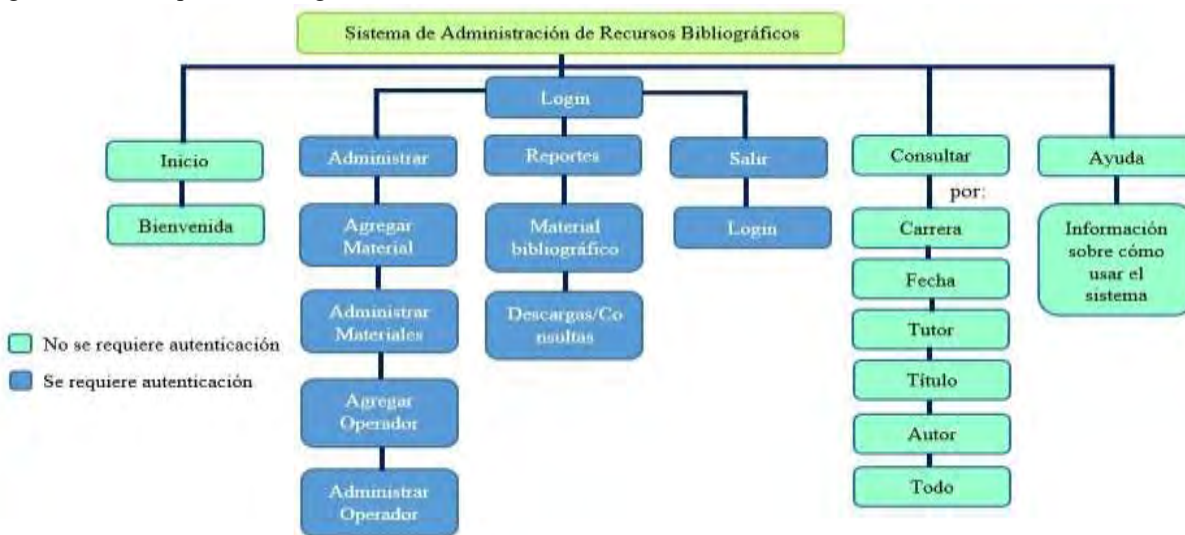 Sistema de Administración de Recursos Bibliográficos
Login
Inicio
Administrar
Reportes
Salir
Consultar
Ayuda
Bienvenida
Agregar
Material
Administrar
Materiales
Agregar
Operador
Administrar
Operador
Material
bibliográfico
Descargas/Co
nsultas
Login
por:
Carrera
Fecha
Tutor
Título
Autor
Todo
Información
sobre cómo
usar el
sistema
No se requiere autenticación
Se requiere autenticación